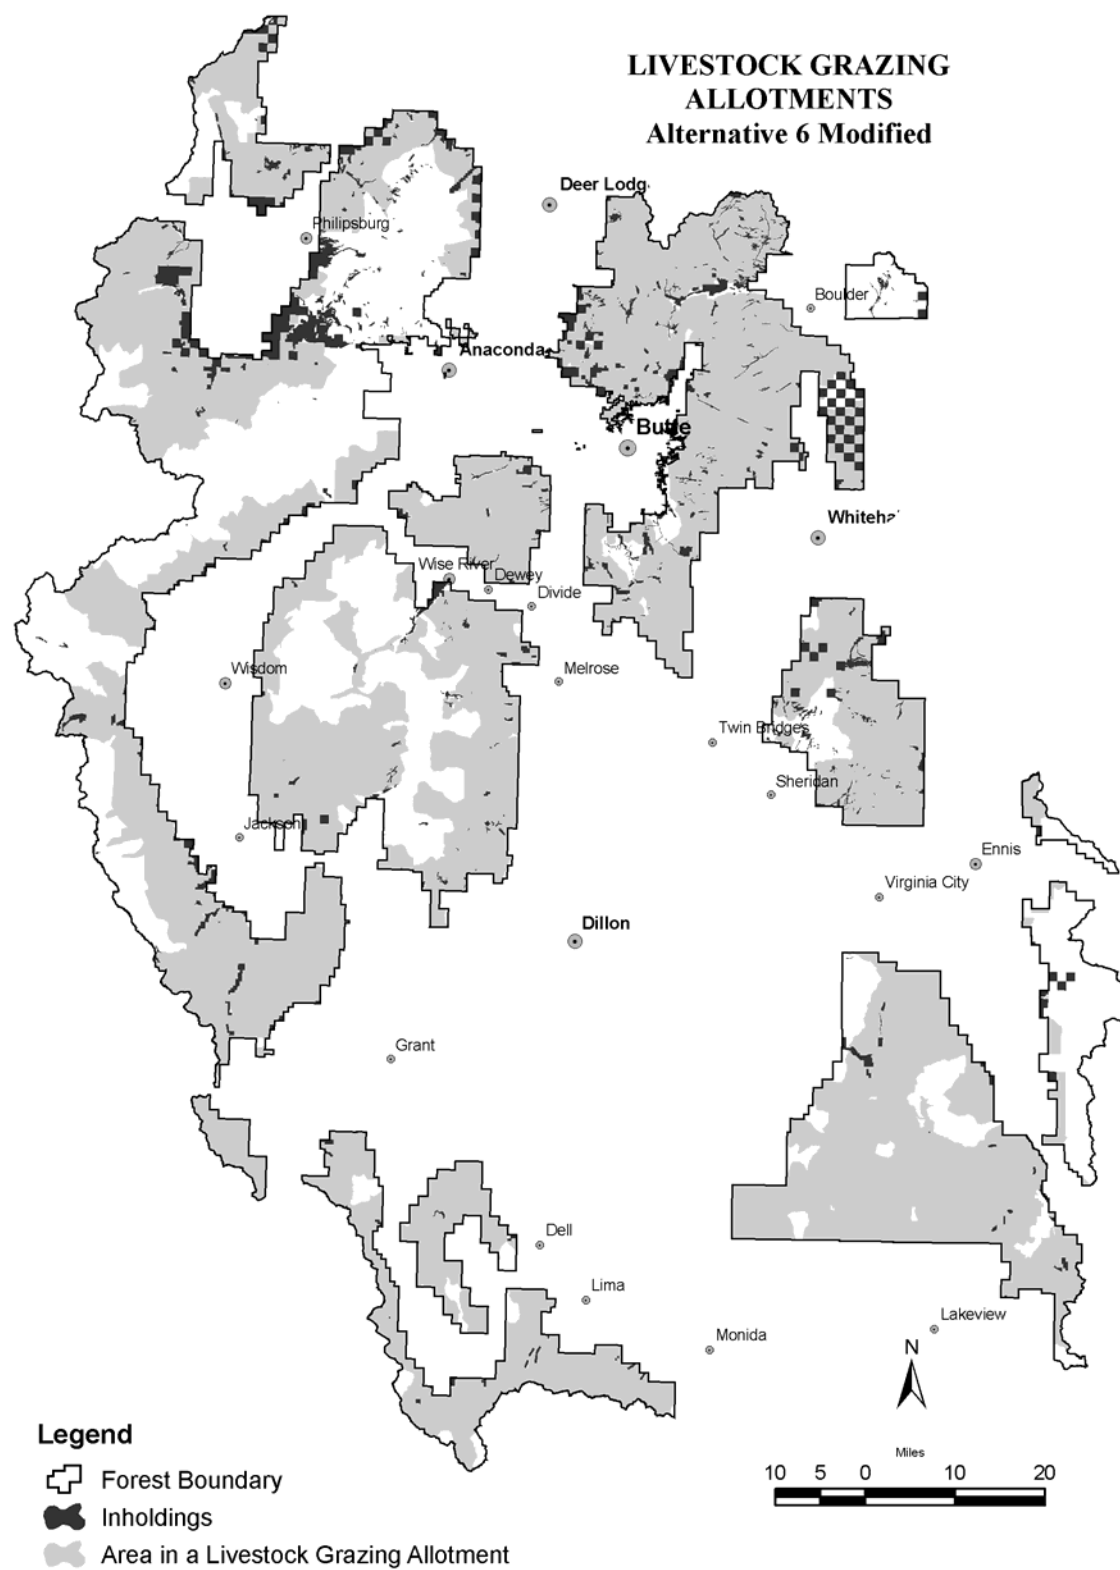 LIVESTOCK GRAZING
ALLOTMENTS
Alternative 6 Modified
Deer Lodg
Philipsburg
Boulder
Anaconda
Butte
Whiteha
Wise River
Dewey
Divide
Wisdom
Melrose
Twin Bridges
Sheridan
Jackson
Ennis
Virginia City
Dillon
Grant
Dell
Lima
Lakeview
Monida
N
Legend
Forest Boundary
Inholdings
Area in a Livestock Grazing Allotment
Miles
10 5 0 10 20